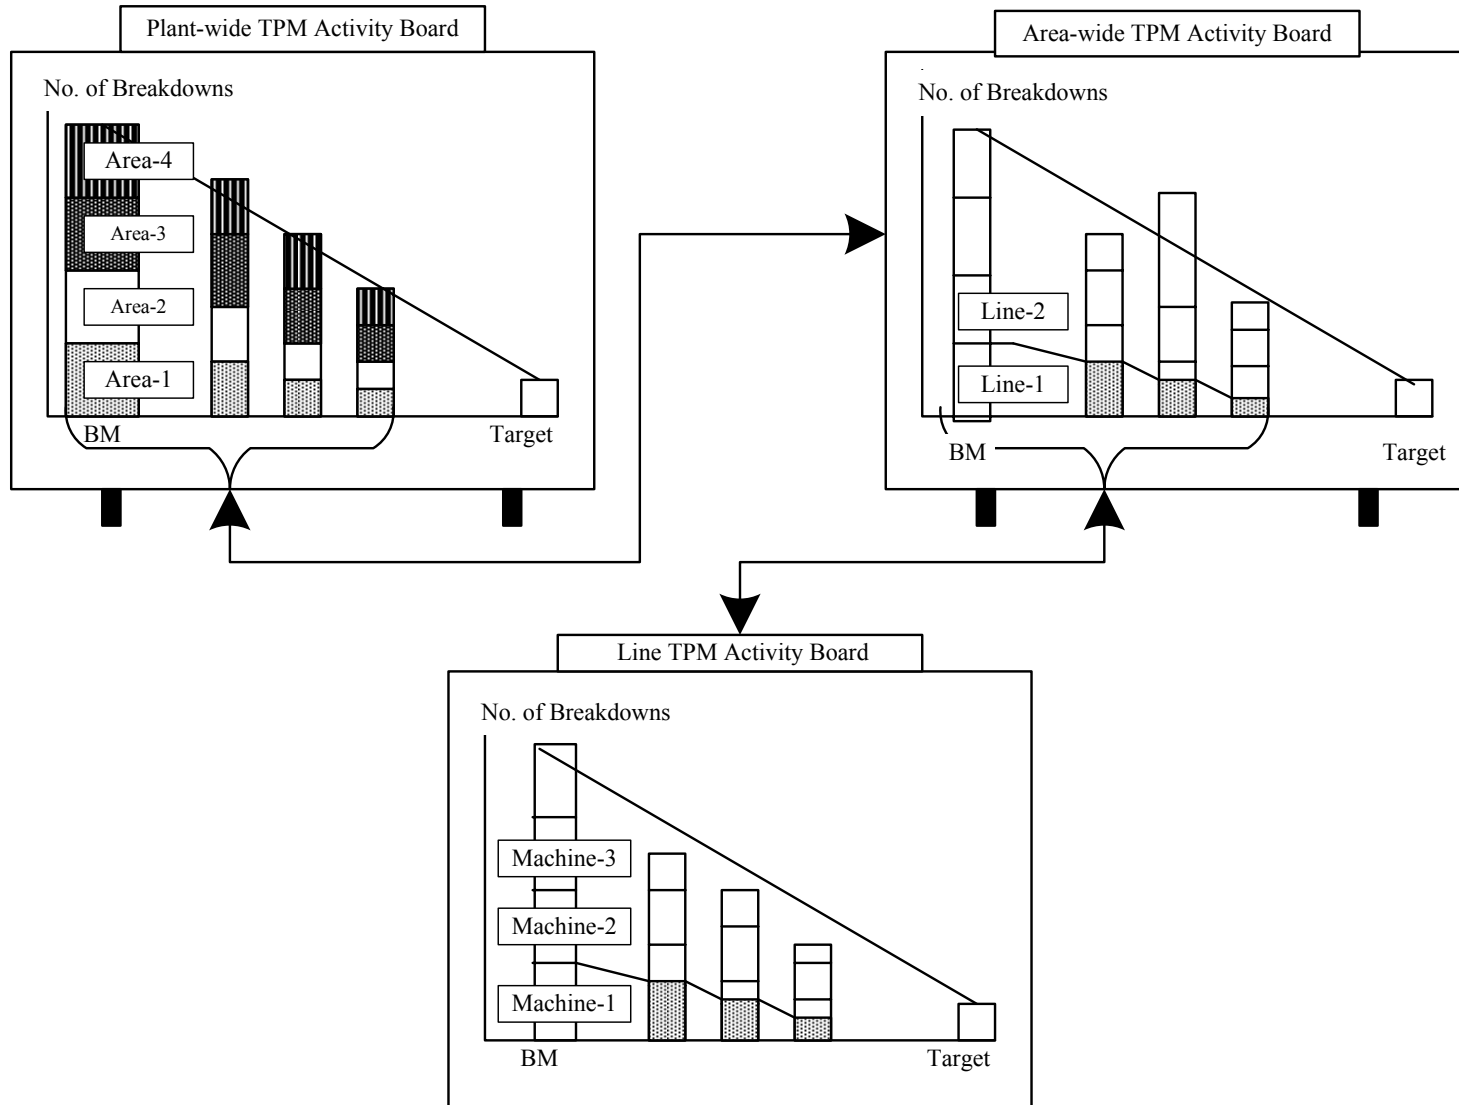 Plant-wide TPM Activity Board
No. of Breakdowns
Area-4
Area-3
Area-2
Area-1
BM
Target
Area-wide TPM Activity Board
No. of Breakdowns
Line-2
Line-1
BM
Target
Line TPM Activity Board
No. of Breakdowns
Machine-3
Machine-2
Machine-1
BM
Target